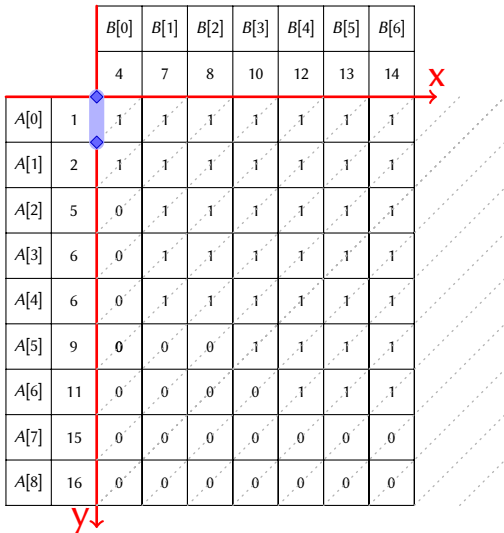 B[0] B[1] B[2] B[3] B[4] B[5] B[6]
4 7 8 10 12 13 14
x
A[0] 1 1 1 1 1 1 1 1
A[1] 2 1 1 1 1 1 1 1
A[2] 5 0 1 1 1 1 1 1
A[3] 6 0 1 1 1 1 1 1
A[4] 6 0 1 1 1 1 1 1
A[5] 9 0 0 0 1 1 1 1
A[6] 11 0 0 0 0 1 1 1
A[7] 15 0 0 0 0 0 0 0
A[8] 16 0 0 0 0 0 0 0
y